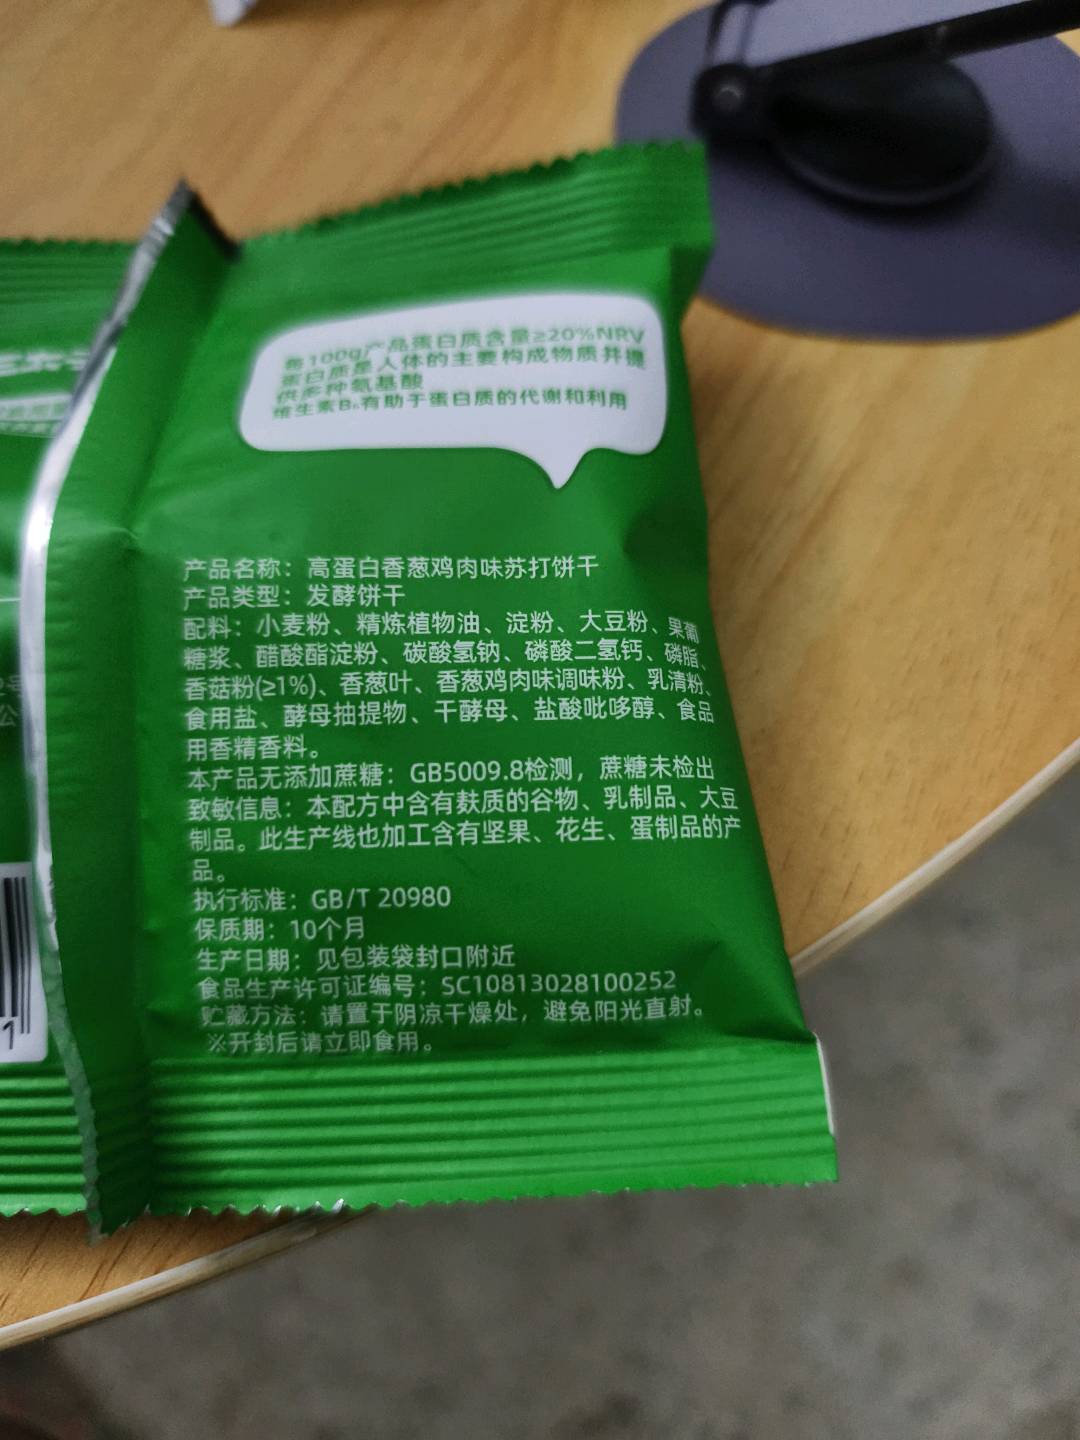 每100g产品蛋白质含量≥20%NRV
蛋白质是人体的主要构成物质并提
供多种氨基酸
维生素B₆有助于蛋白质的代谢和利用
产品名称：高蛋白香葱鸡肉味苏打饼干
产品类型：发酵饼干
配料：小麦粉、精炼植物油、淀粉、大豆粉、果葡
糖浆、醋酸酯淀粉、碳酸氢钠、磷酸二氢钙、磷脂、
香菇粉(≥1%)、香葱叶、香葱鸡肉味调味粉、乳清粉、
食用盐、酵母抽提物、干酵母、盐酸吡哆醇、食品
用香精香料。
本产品无添加蔗糖：GB5009.8检测，蔗糖未检出
致敏信息：本配方中含有麸质的谷物、乳制品、大豆
制品。此生产线也加工含有坚果、花生、蛋制品的产
品。
执行标准：GB/T 20980
保质期：10个月
生产日期：见包装袋封口附近
食品生产许可证编号：SC10813028100252
贮藏方法：请置于阴凉干燥处，避免阳光直射。
※开封后请立即食用。
号
公
1